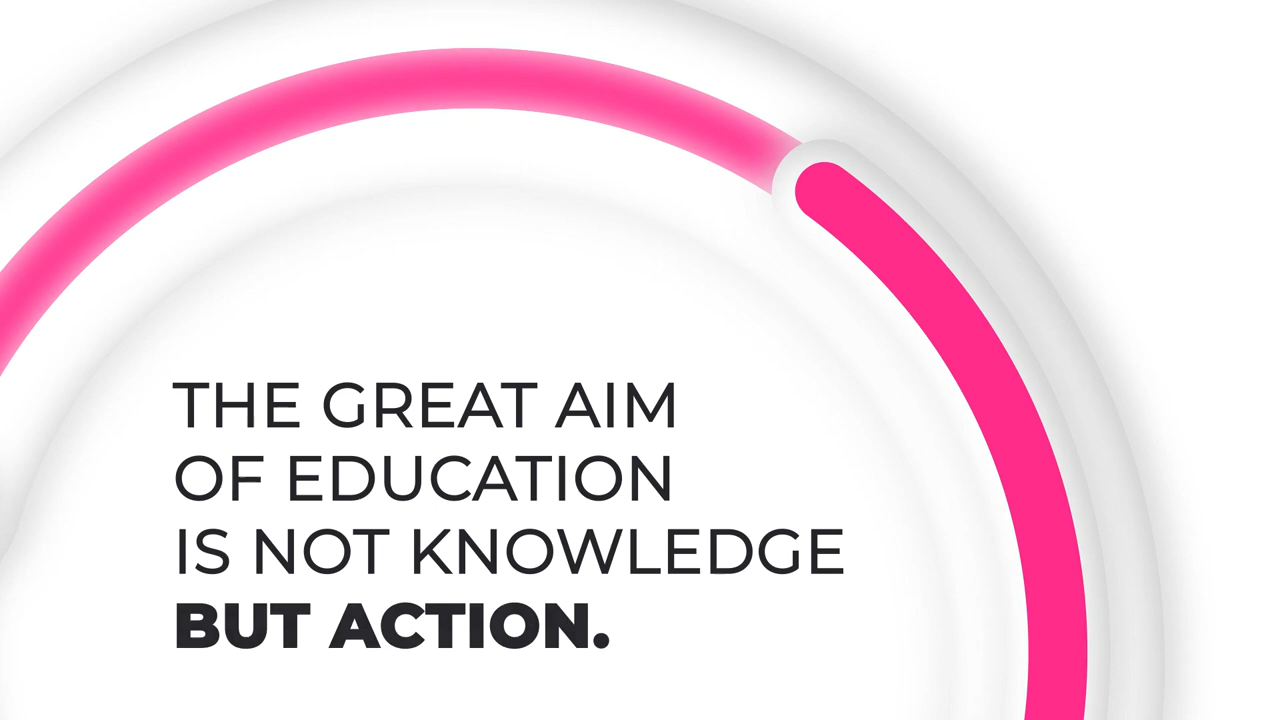 THE GREAT AIM
OF EDUCATION
IS NOT KNOWLEDGE
BUT ACTION.